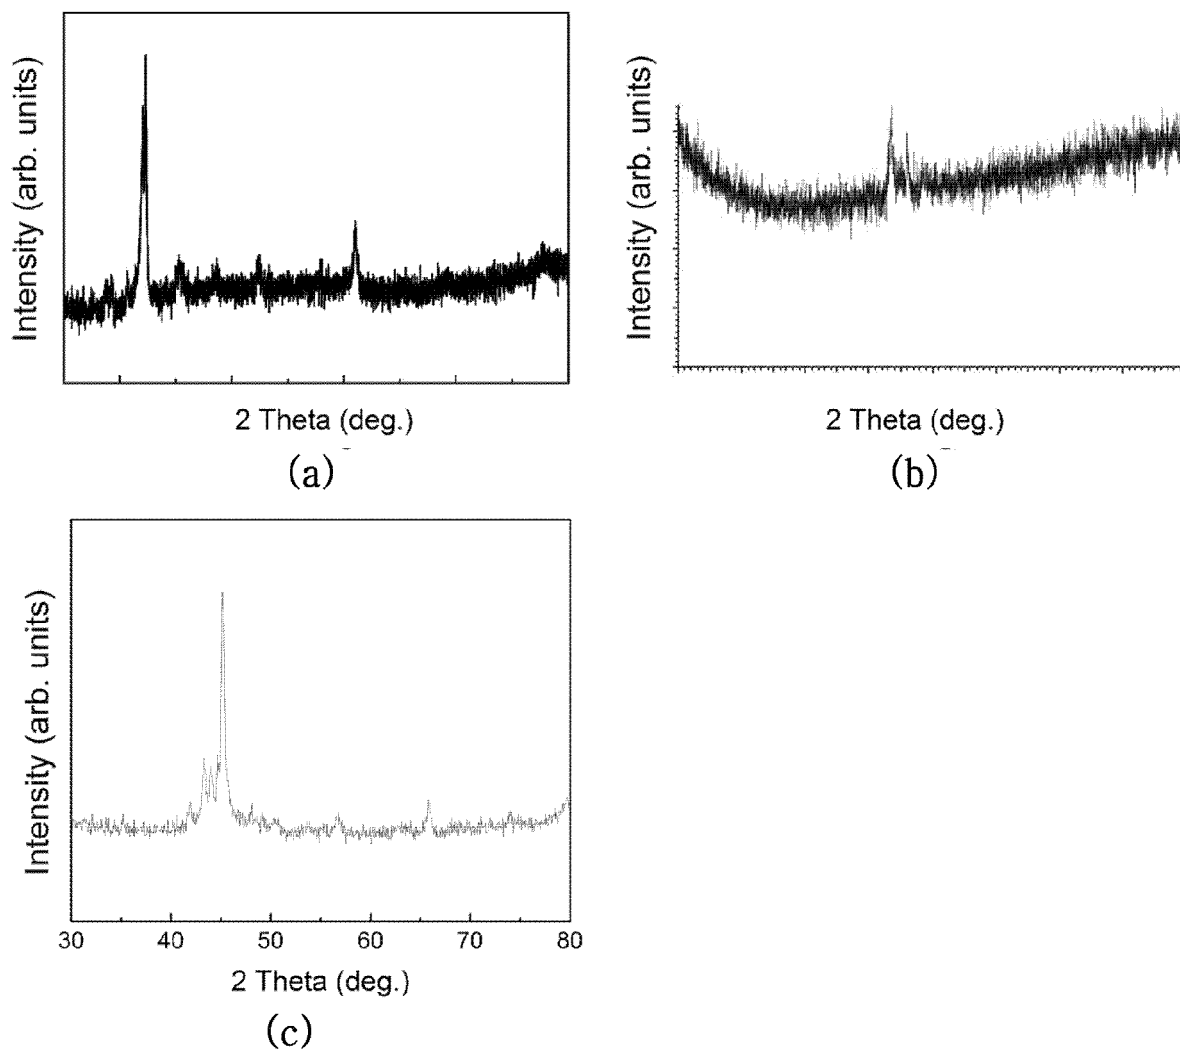 Intensity (arb. units)
2 Theta (deg.)
(a)
Intensity (arb. units)
2 Theta (deg.)
(b)
Intensity (arb. units)
30 40 50 60 70 80
2 Theta (deg.)
(c)